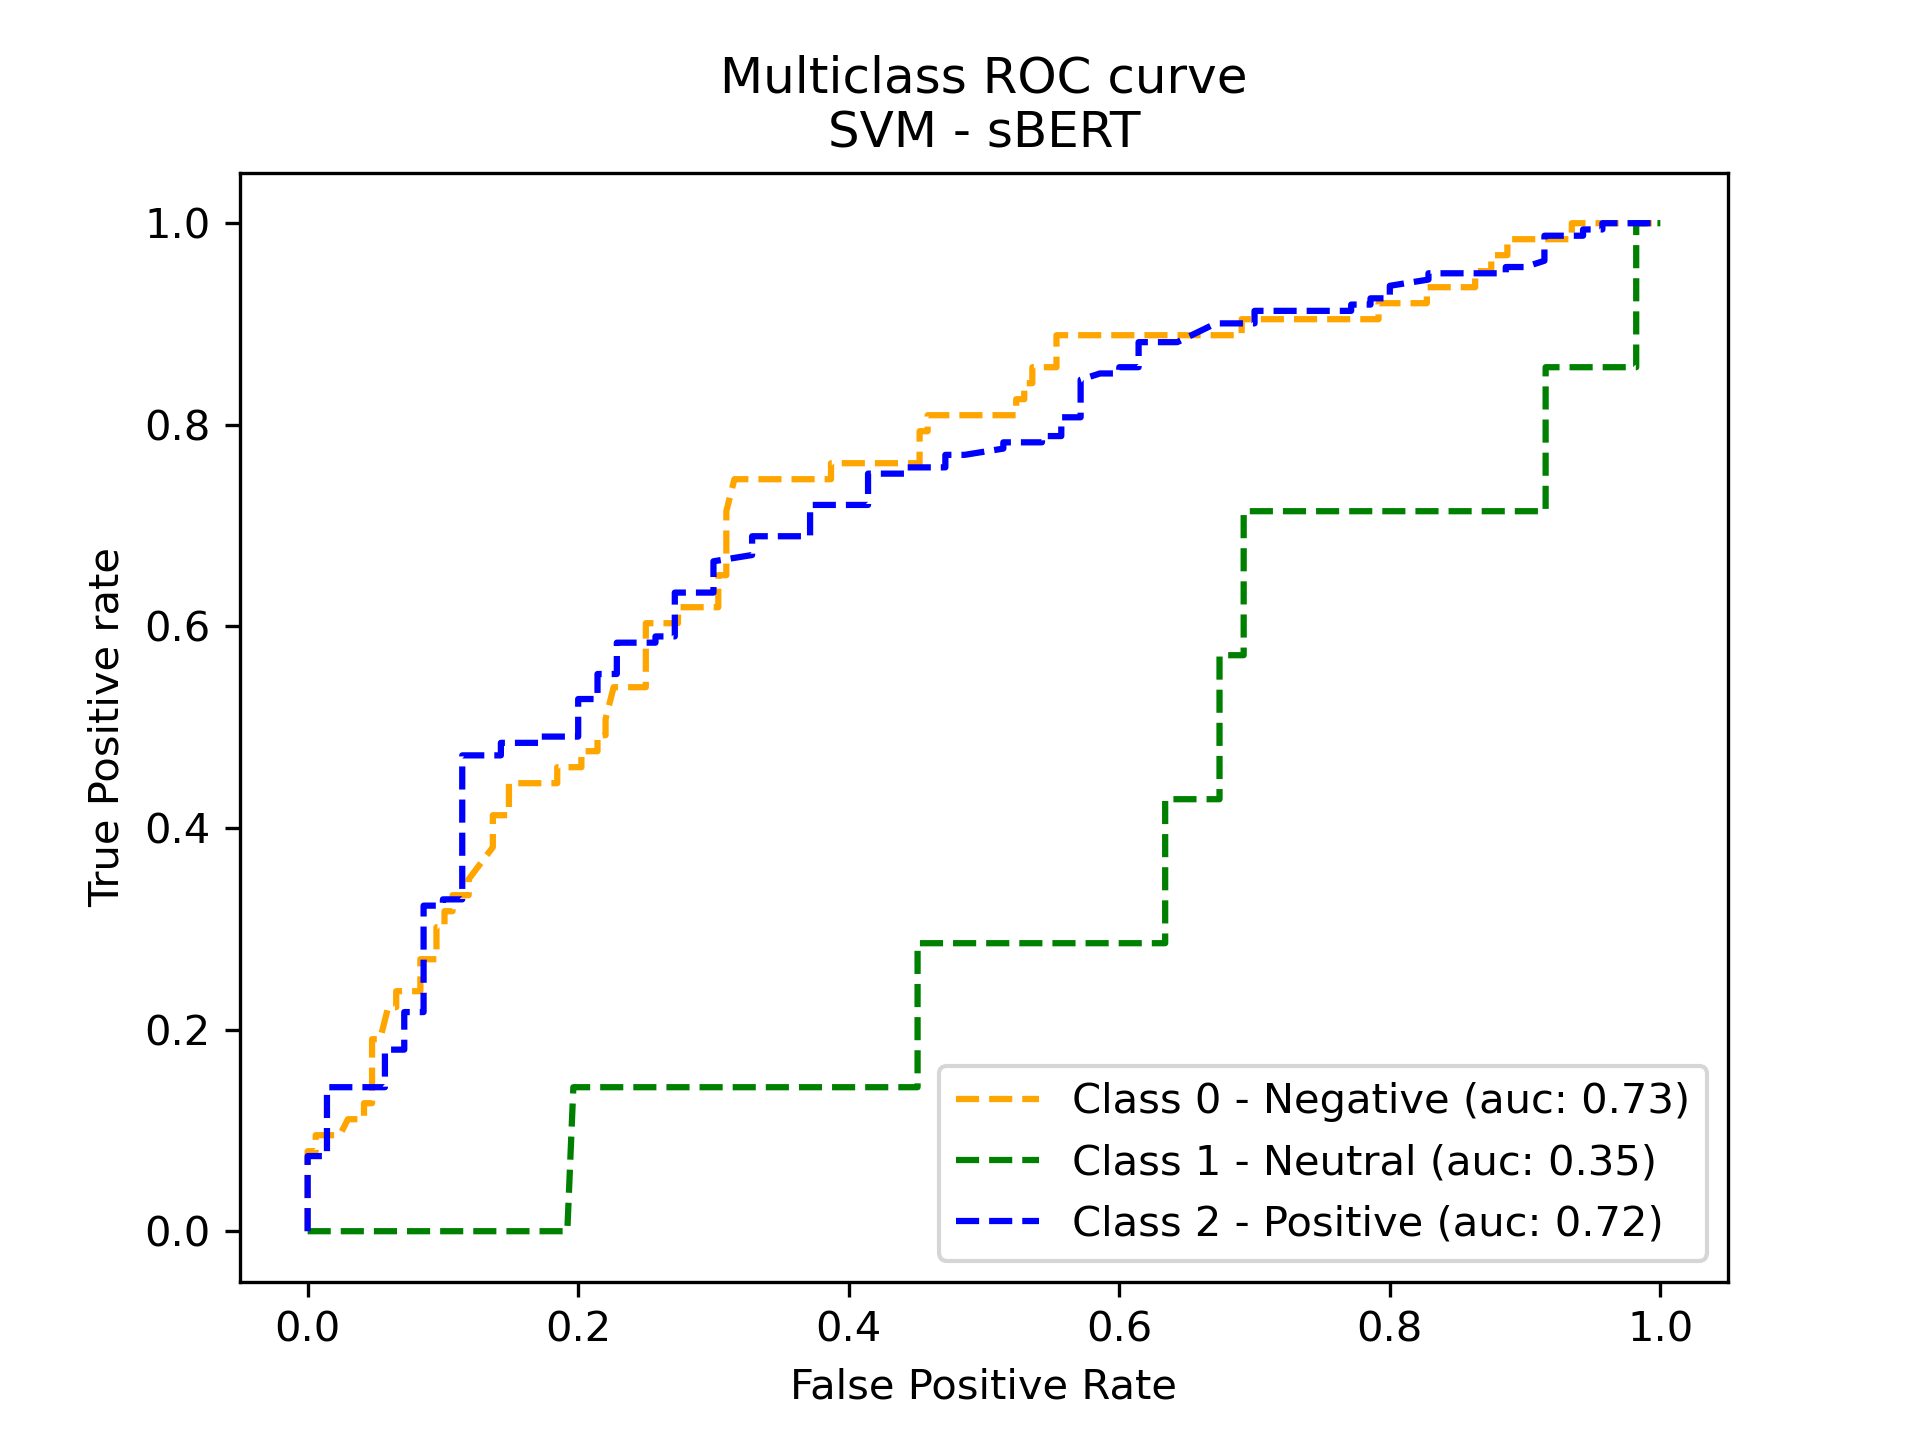 Multiclass ROC curve
SVM - sBERT
True Positive rate
1.0
0.8
0.6
0.4
0.2
0.0
Class 0 - Negative (auc: 0.73)
Class 1 - Neutral (auc: 0.35)
Class 2 - Positive (auc: 0.72)
0.0 0.2 0.4 0.6 0.8 1.0
False Positive Rate